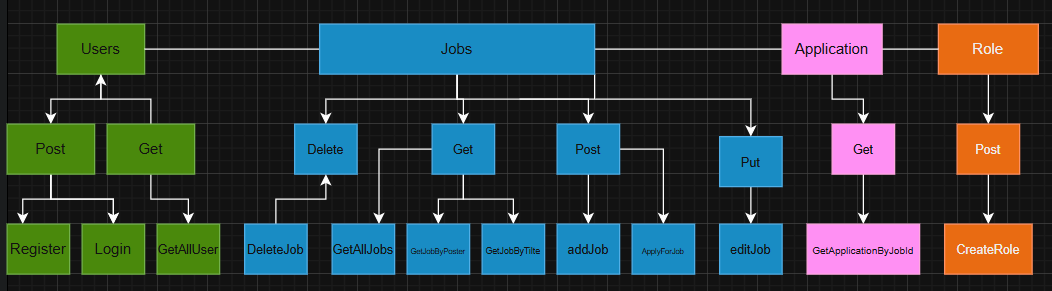 Users
Jobs
Application
Role
Post
Get
Delete
Get
Post
Put
Get
Post
Register
Login
GetAllUser
DeleteJob
GetAllJobs
GetJobByPoster
GetJobByTilte
addJob
ApplyForJob
editJob
GetApplicationByJobId
CreateRole